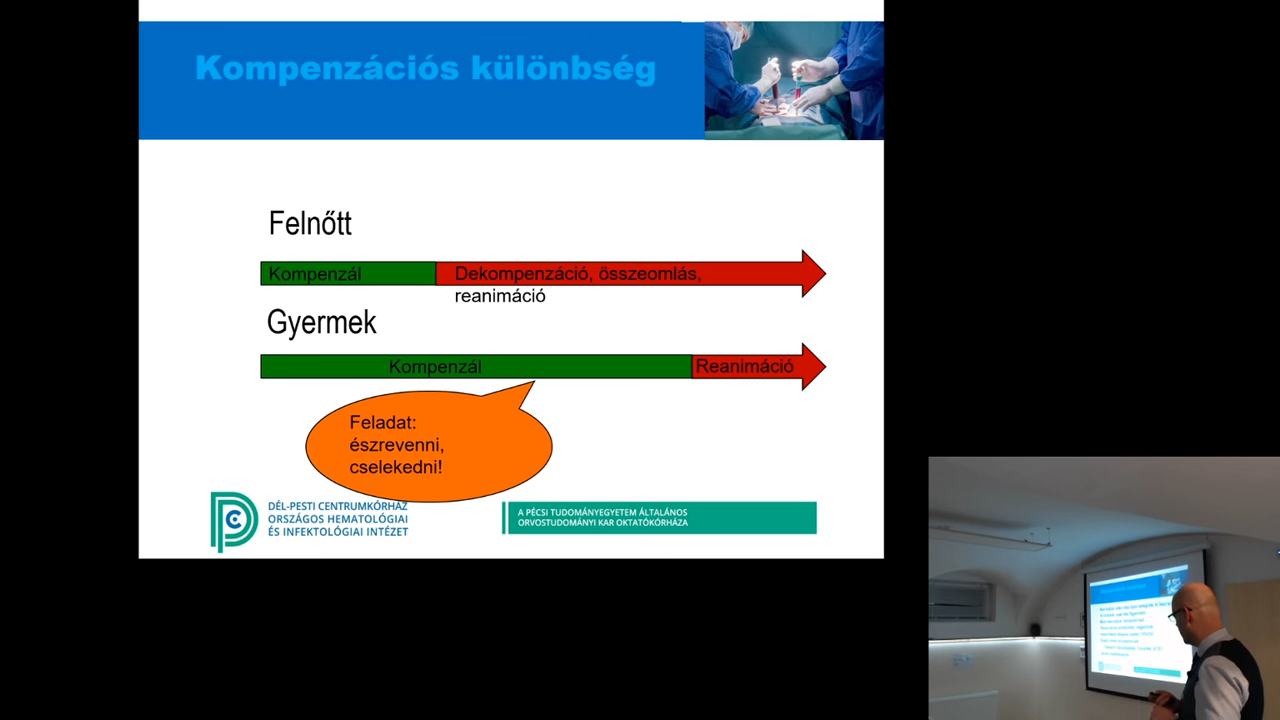 Kompenzációs különbség
Felnőtt
Kompenzál
Dekompenzáció, összeomlás,
reanimáció
Gyermek
Kompenzál
Reanimáció
Feladat:
észrevenni,
cselekedni!
DÉL-PESTI CENTRUMKÓRHÁZ
ORSZÁGOS HEMATOLÓGIAI
ÉS INFEKTOLÓGIAI INTÉZET
A PÉCSI TUDOMÁNYEGYETEM ÁLTALÁNOS
ORVOSTUDOMÁNYI KAR OKTATÓKÓRHÁZA